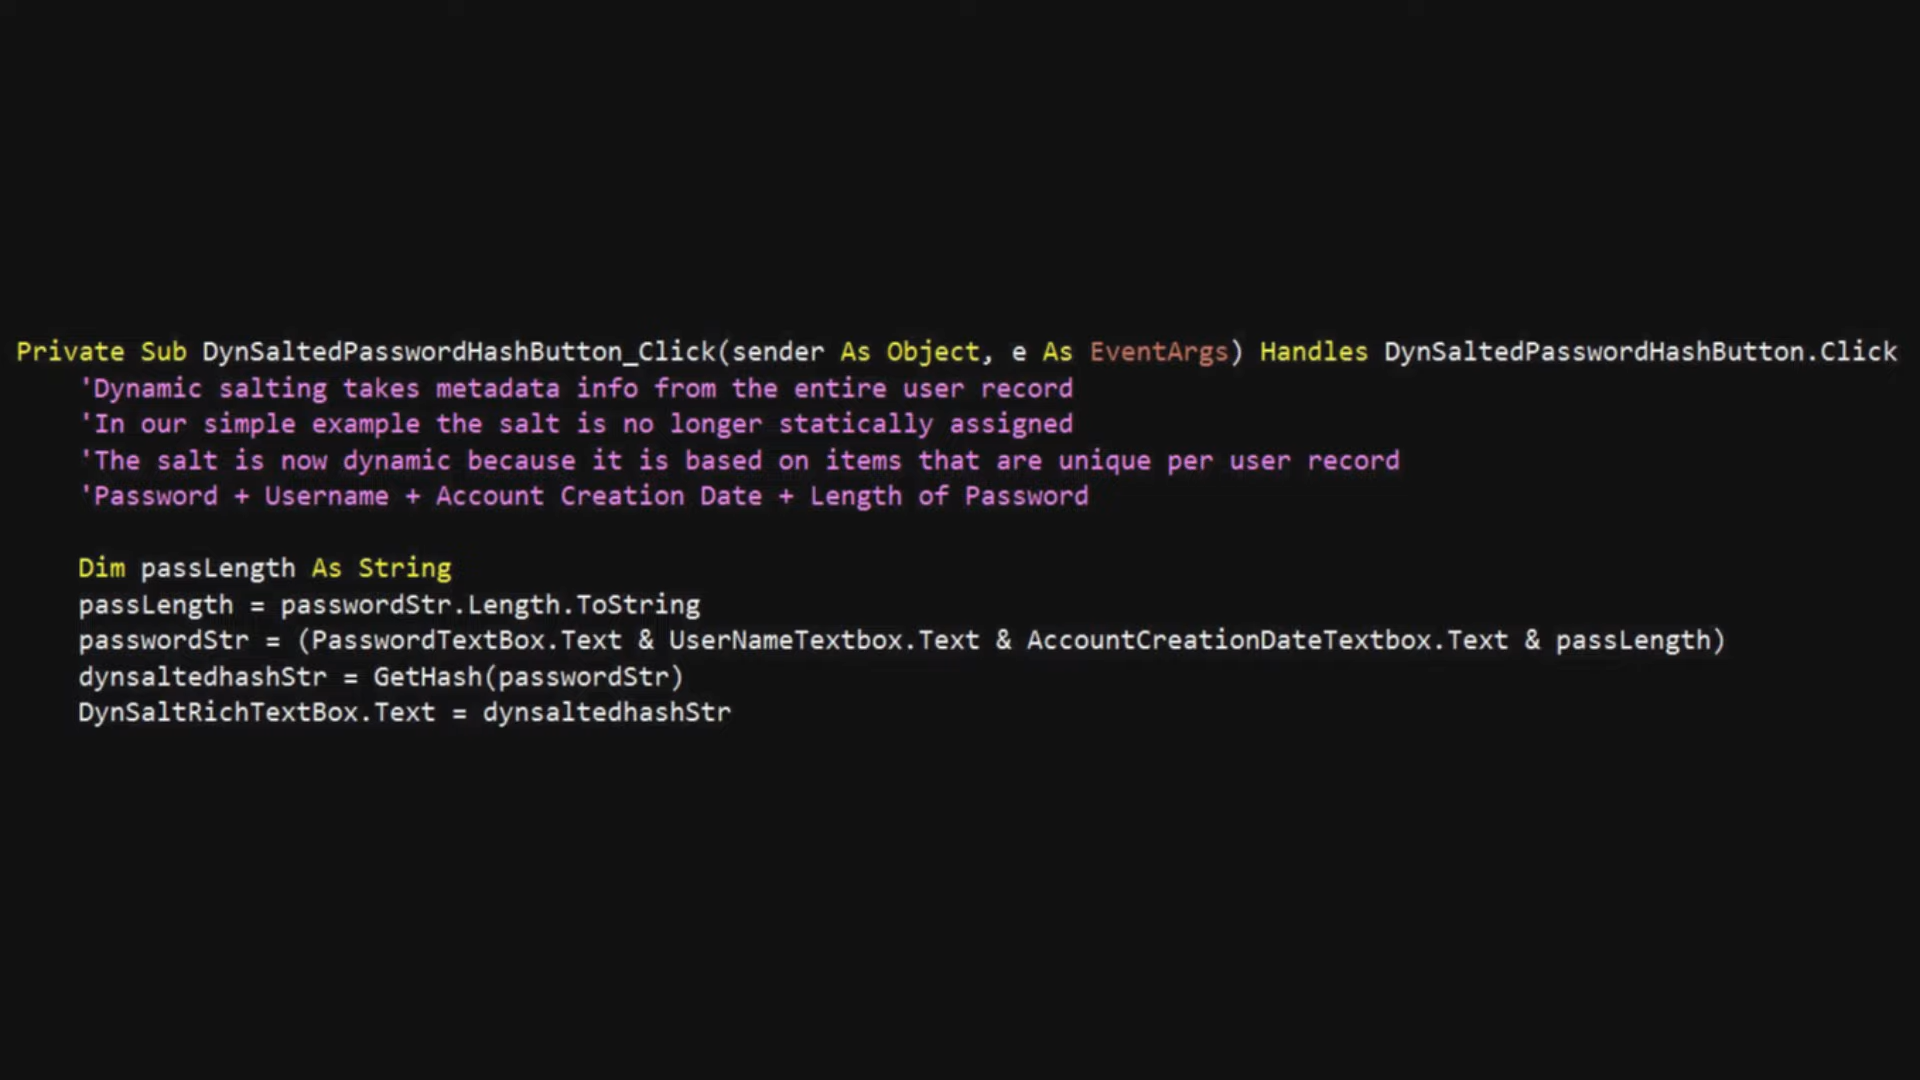 Private Sub DynSaltedPasswordHashButton_Click(sender As Object, e As EventArgs) Handles DynSaltedPasswordHashButton.Click
'Dynamic salting takes metadata info from the entire user record
'In our simple example the salt is no longer statically assigned
'The salt is now dynamic because it is based on items that are unique per user record
'Password + Username + Account Creation Date + Length of Password
Dim passLength As String
passLength = passwordStr.Length.ToString
passwordStr = (PasswordTextBox.Text & UserNameTextbox.Text & AccountCreationDateTextbox.Text & passLength)
dynsaltedhashStr = GetHash(passwordStr)
DynSaltRichTextBox.Text = dynsaltedhashStr